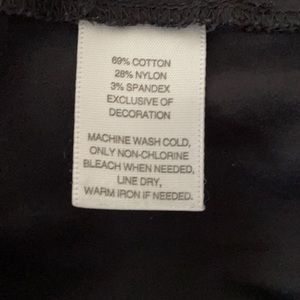 69% COTTON
28% NYLON
3% SPANDEX
EXCLUSIVE OF
DECORATION
MACHINE WASH COLD,
ONLY NON-CHLORINE
BLEACH WHEN NEEDED,
LINE DRY,
WARM IRON IF NEEDED.